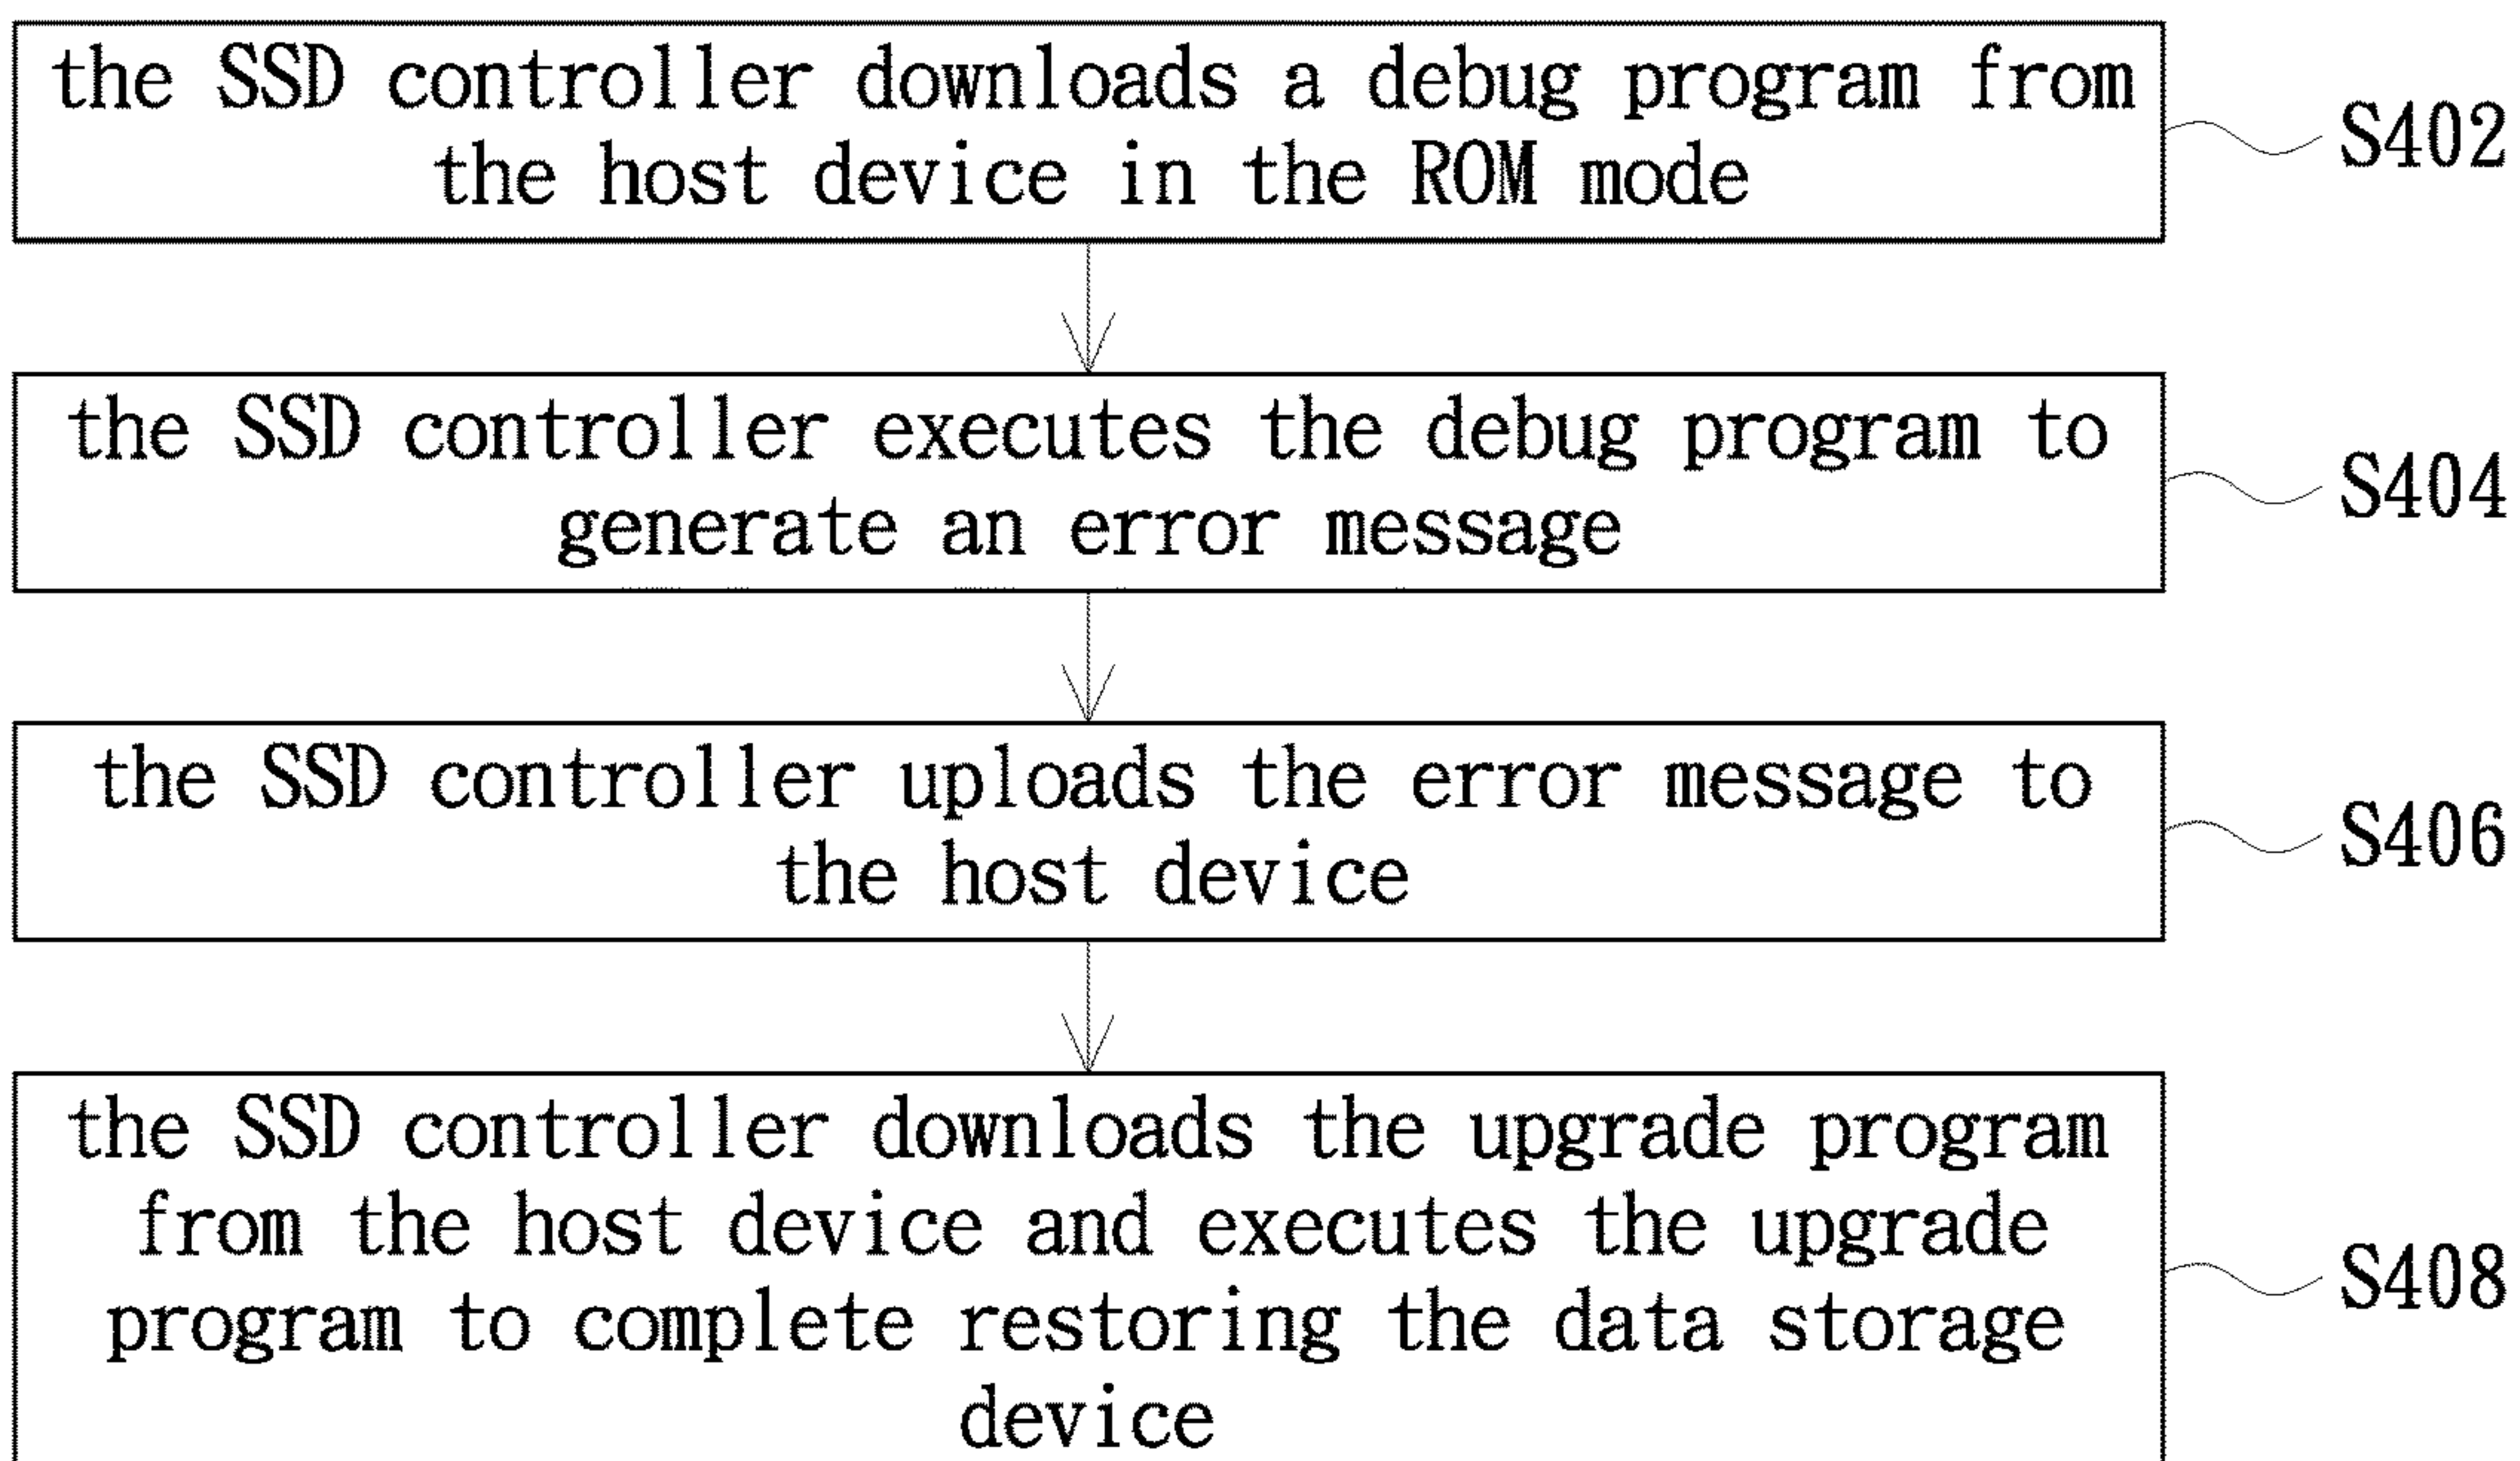 the SSD controller downloads a debug program from
the host device in the ROM mode
S402
the SSD controller executes the debug program to
generate an error message
S404
the SSD controller uploads the error message to
the host device
S406
the SSD controller downloads the upgrade program
from the host device and executes the upgrade
program to complete restoring the data storage
device
S408